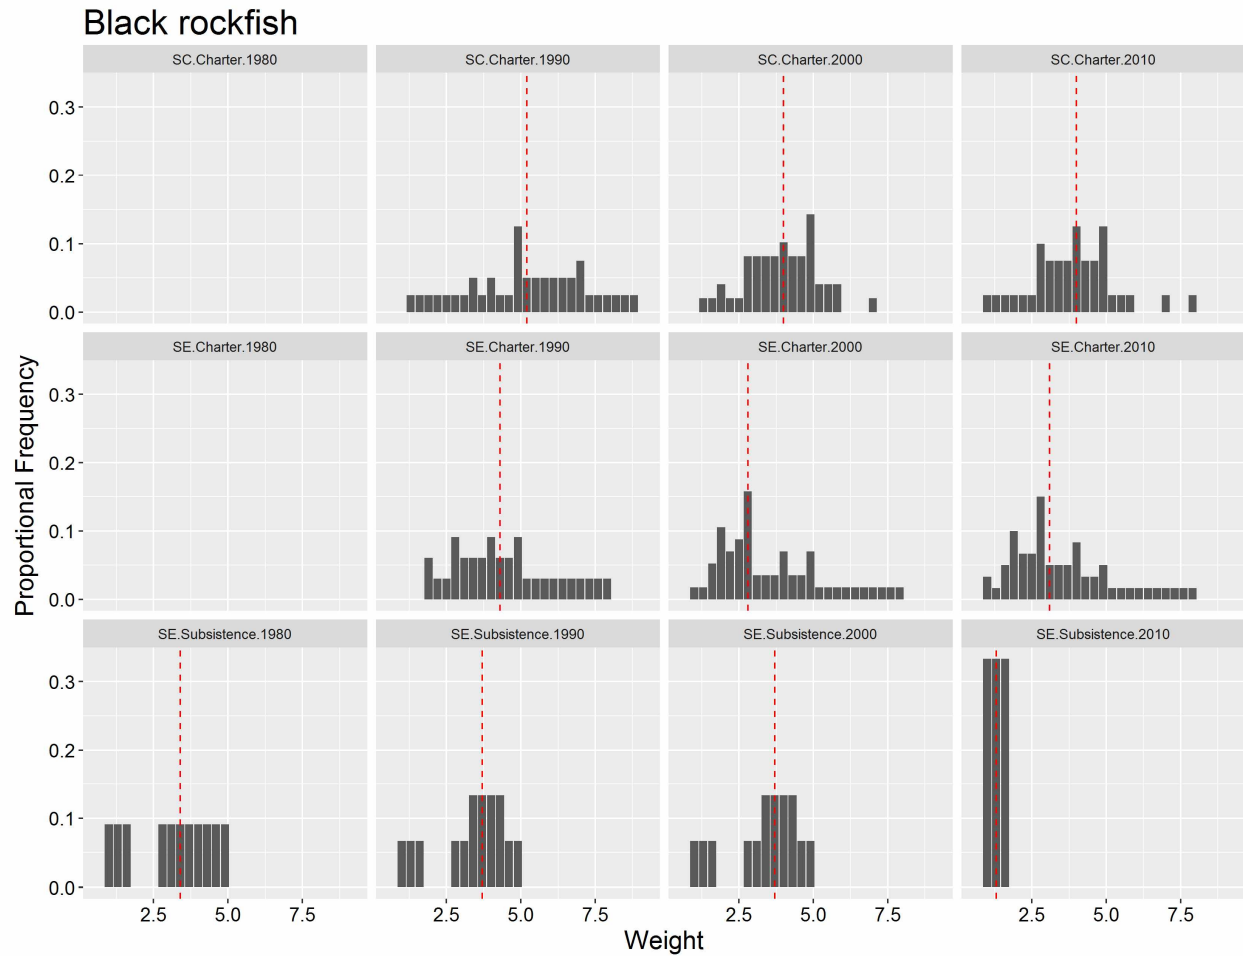 Black rockfish
SC.Charter.1980 SC.Charter.1990 SC.Charter.2000 SC.Charter.2010
0.3
0.2
0.1
0.0
SE.Charter.1980 SE.Charter.1990 SE.Charter.2000 SE.Charter.2010
0.3
0.2
0.1
0.0
SE.Subsistence.1980 SE.Subsistence.1990 SE.Subsistence.2000 SE.Subsistence.2010
0.3
0.2
0.1
0.0
Proportional Frequency
2.5 5.0 7.5 2.5 5.0 7.5 2.5 5.0 7.5 2.5 5.0 7.5
Weight